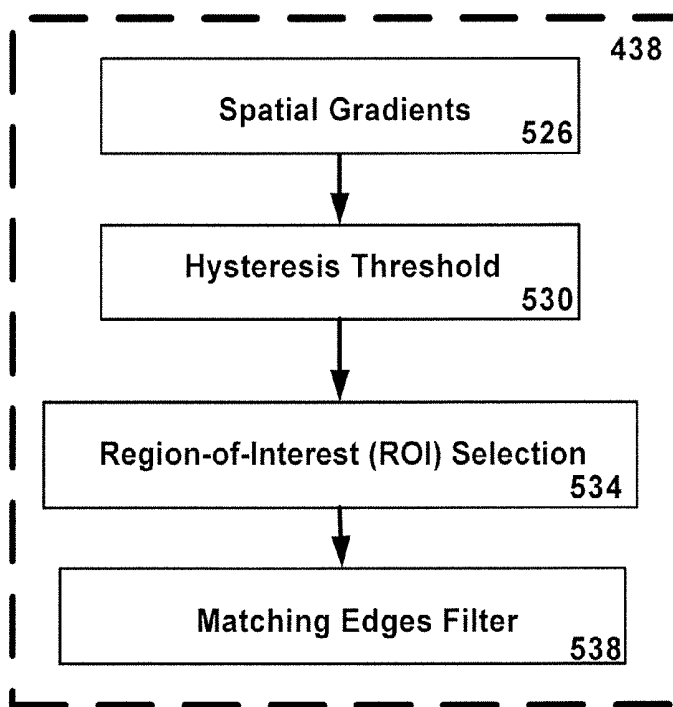 438
Spatial Gradients
526
Hysteresis Threshold
530
Region-of-Interest (ROI) Selection
534
Matching Edges Filter
538